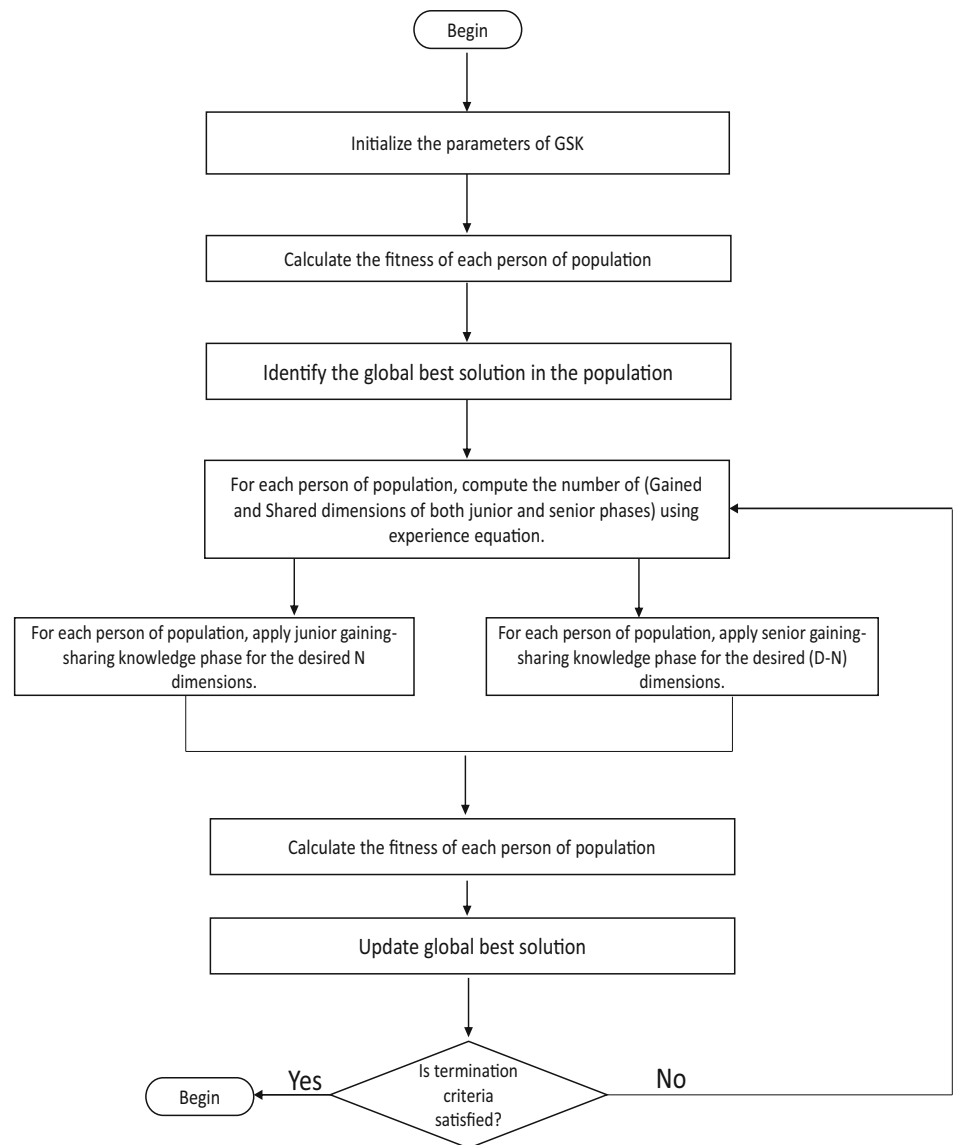 Begin
Initialize the parameters of GSK
Calculate the fitness of each person of population
Identify the global best solution in the population
For each person of population, compute the number of (Gained
and Shared dimensions of both junior and senior phases) using
experience equation.
For each person of population, apply junior gaining-
sharing knowledge phase for the desired N
dimensions.
For each person of population, apply senior gaining-
sharing knowledge phase for the desired (D-N)
dimensions.
Calculate the fitness of each person of population
Update global best solution
Is termination
criteria
satisfied?
Yes
No
Begin